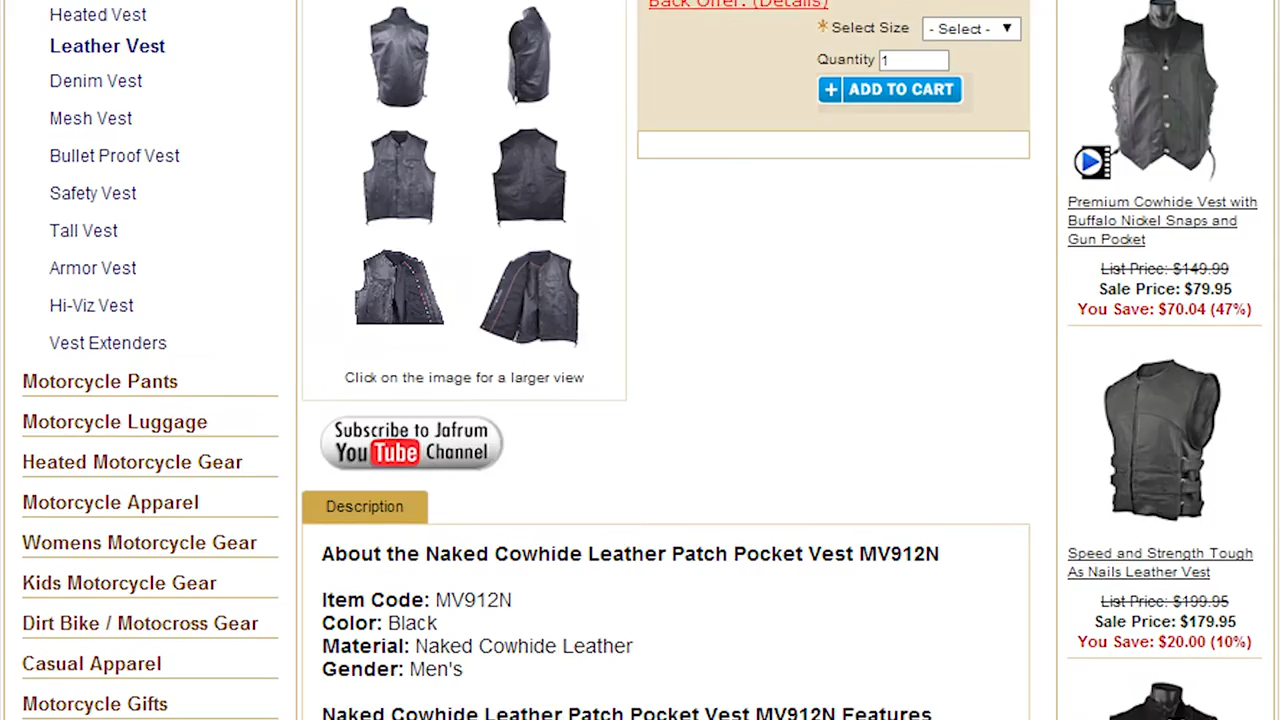 Heated Vest
Leather Vest
Denim Vest
Mesh Vest
Bullet Proof Vest
Safety Vest
Tall Vest
Armor Vest
Hi-Viz Vest
Vest Extenders
Motorcycle Pants
Motorcycle Luggage
Heated Motorcycle Gear
Motorcycle Apparel
Womens Motorcycle Gear
Kids Motorcycle Gear
Dirt Bike / Motocross Gear
Casual Apparel
Motorcycle Gifts
Click on the image for a larger view
Subscribe to Jafrum
YouTube Channel
Back Offer. (Details)
Select Size - Select -
Quantity 1
+ ADD TO CART
Description
About the Naked Cowhide Leather Patch Pocket Vest MV912N
Item Code: MV912N
Color: Black
Material: Naked Cowhide Leather
Gender: Men's
Naked Cowhide Leather Patch Pocket Vest MV912N Features
Premium Cowhide Vest with
Buffalo Nickel Snaps and
Gun Pocket
List Price: $149.99
Sale Price: $79.95
You Save: $70.04 (47%)
Speed and Strength Tough
As Nails Leather Vest
List Price: $199.95
Sale Price: $179.95
You Save: $20.00 (10%)